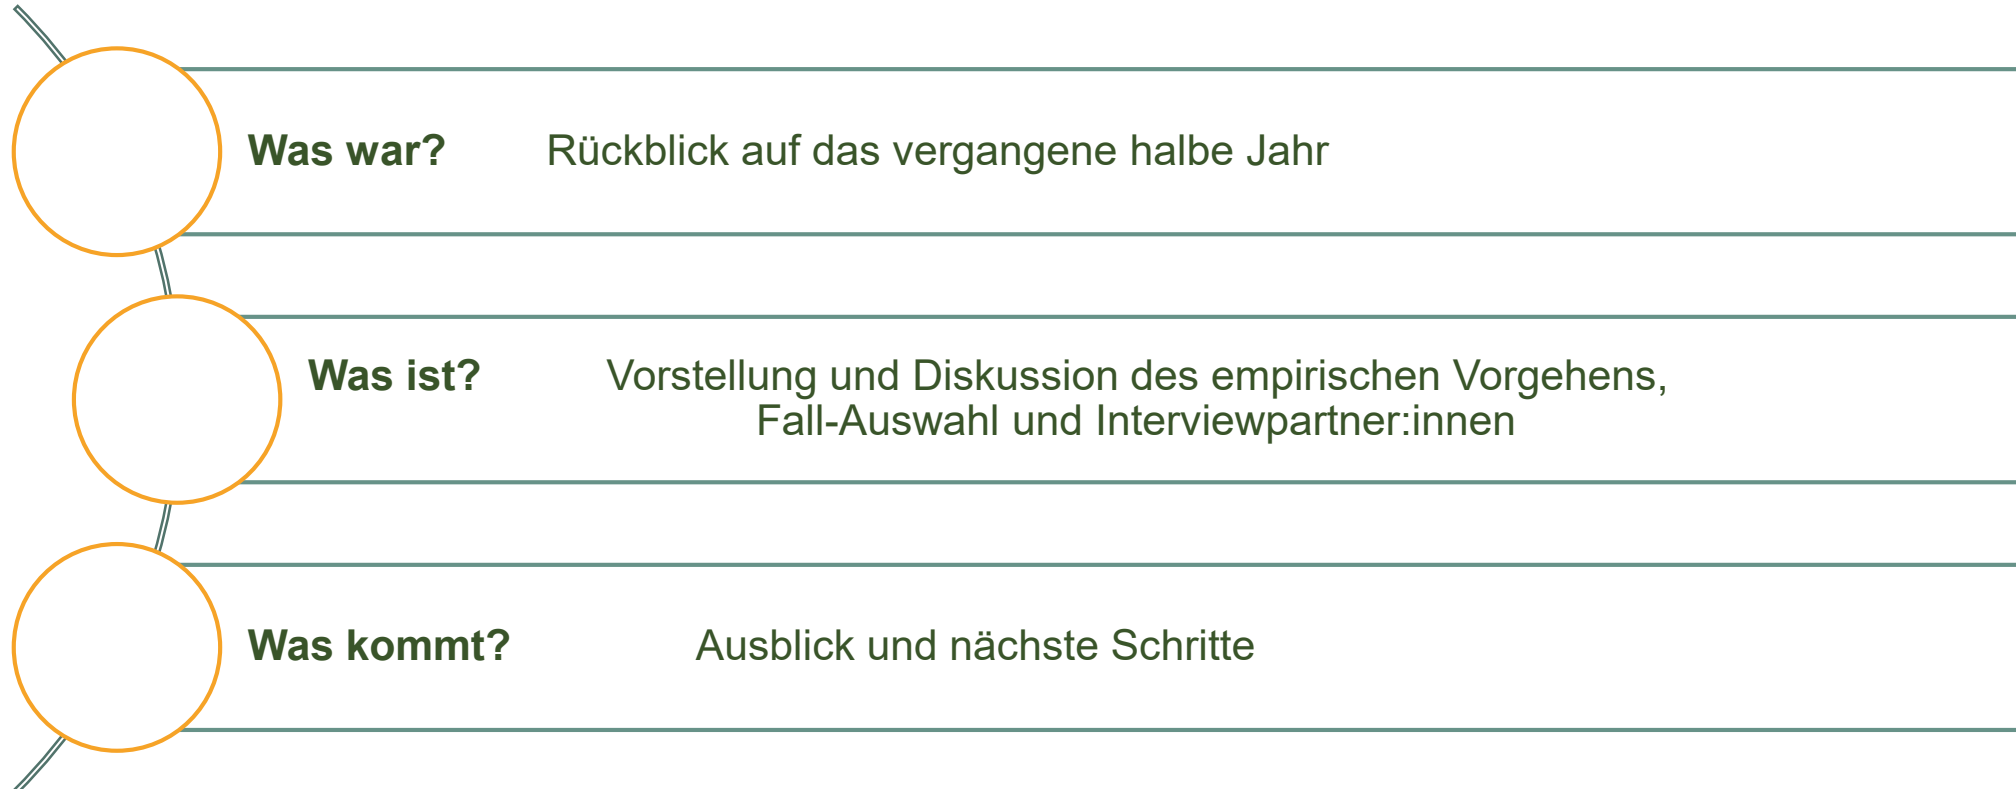 Was war? Rückblick auf das vergangene halbe Jahr
Was ist? Vorstellung und Diskussion des empirischen Vorgehens,
Fall-Auswahl und Interviewpartner:innen
Was kommt? Ausblick und nächste Schritte